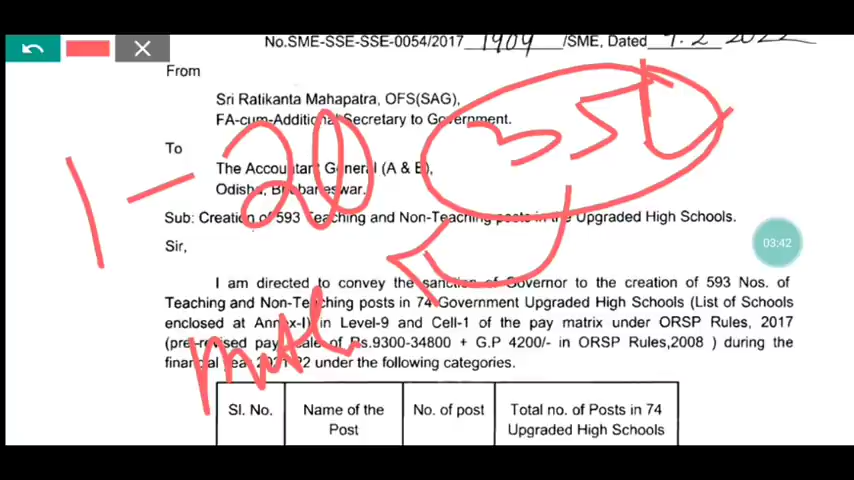 No.SME-SSE-SSE-0054/2017 1909 /SME, Dated 9.2 2022
From
Sri Ratikanta Mahapatra, OFS(SAG),
FA-cum-Additional Secretary to Government.
To
The Accountant General (A & E),
Odisha, Bhubaneswar.
1-20
Sub: Creation of 593 Teaching and Non-Teaching posts in the Upgraded High Schools.
03:42
Sir,
I am directed to convey the sanction of Governor to the creation of 593 Nos. of
Teaching and Non-Teaching posts in 74 Government Upgraded High Schools (List of Schools
enclosed at Annex-I) in Level-9 and Cell-1 of the pay matrix under ORSP Rules, 2017
(pre-revised pay scale of Rs.9300-34800 + G.P 4200/- in ORSP Rules,2008 ) during the
financial year 2021-22 under the following categories.
Sl. No. Name of the Post No. of post Total no. of Posts in 74 Upgraded High Schools